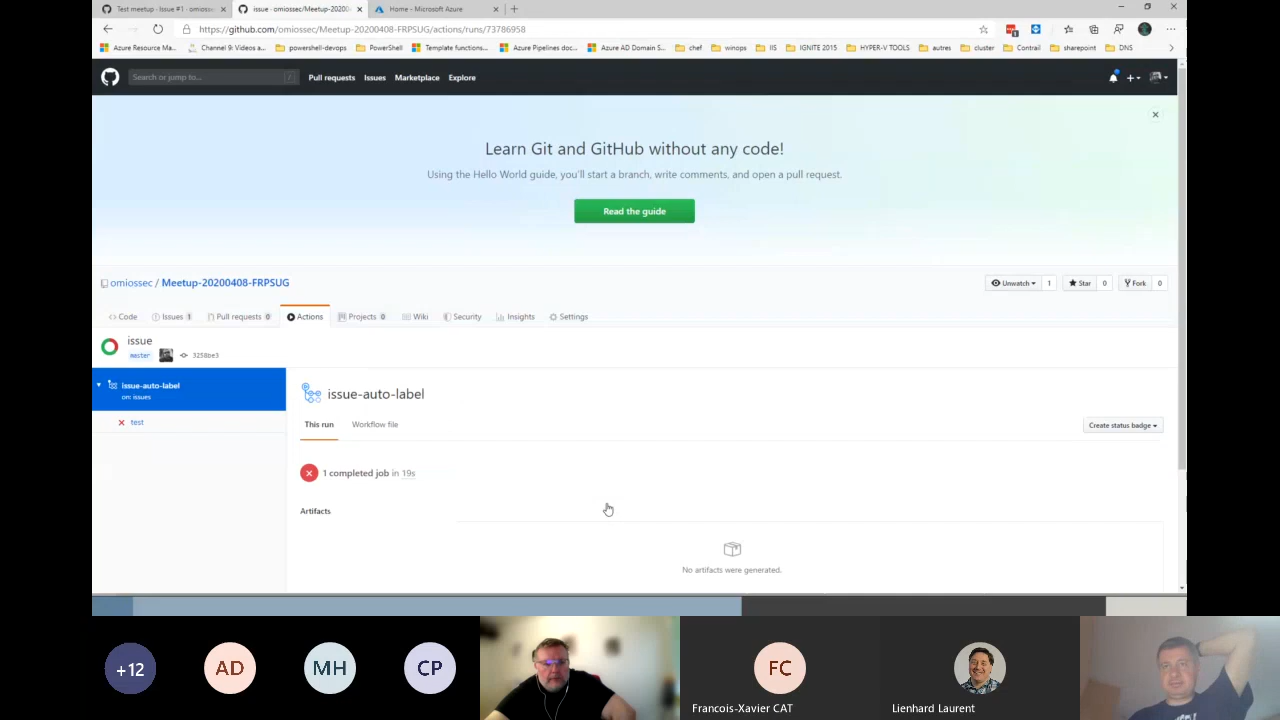 Text meetup - Issue #1 · omiossec
issue · omiossec/Meetup-20200
Home - Microsoft Azure
https://github.com/omiossec/Meetup-20200408-FRPSUG/actions/runs/73786958
Azure Resource Ma...
Channel 9: Videos a...
powershell-devops
PowerShell
Template functions...
Azure Pipelines doc...
Azure AD Domain S...
chef
winops
IIS
IGNITE 2015
HYPER-V TOOLS
autres
cluster
Contrail
sharepoint
DNS
Search or jump to...
/
Pull requests
Issues
Marketplace
Explore
Learn Git and GitHub without any code!
Using the Hello World guide, you'll start a branch, write comments, and open a pull request.
Read the guide
omiossec / Meetup-20200408-FRPSUG
Unwatch 1
Star 0
Fork 0
Code
Issues 1
Pull requests 0
Actions
Projects 0
Wiki
Security
Insights
Settings
issue
master 3258be3
issue-auto-label
on: issues
test
issue-auto-label
This run
Workflow file
Create status badge
1 completed job in 19s
Artifacts
No artifacts were generated.
+12
AD
MH
CP
FC
Francois-Xavier CAT
Lienhard Laurent